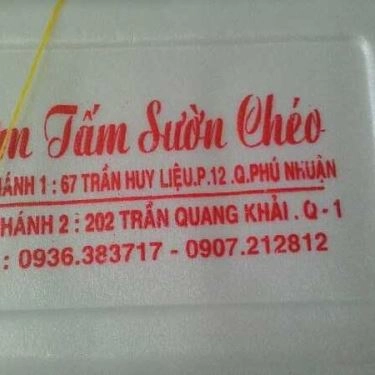 Tấm Sườn Chéo
ÁNH 1 : 67 TRẦN HUY LIỆU.P.12 .Q.PHÚ NHUẬN
HÁNH 2 : 202 TRẦN QUANG KHẢI . Q - 1
: 0936.383717 - 0907.212812